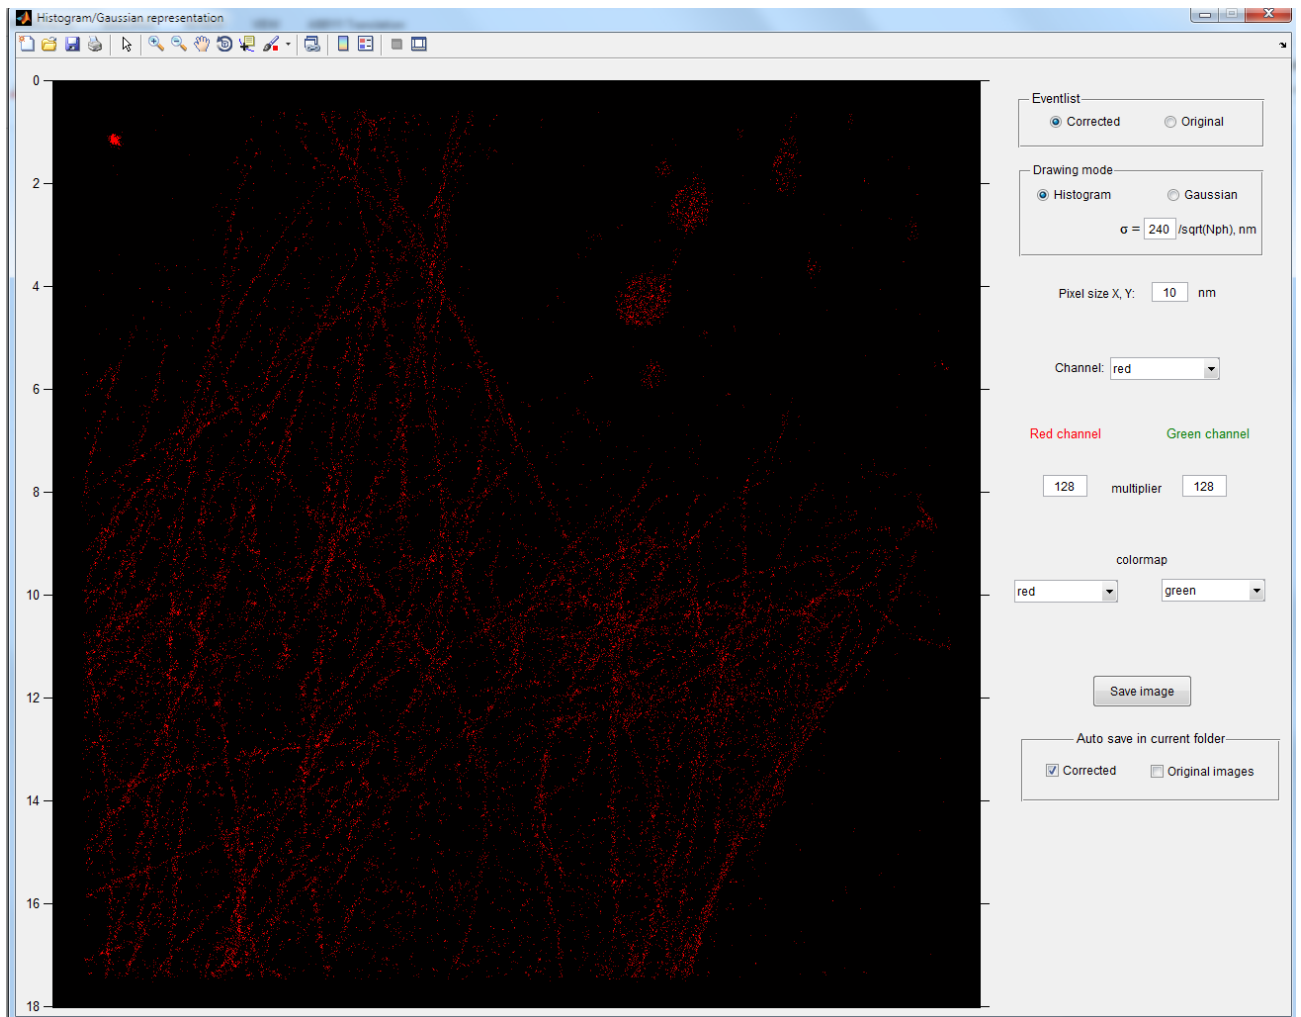 Histogram/Gaussian representation
0
2
4
6
8
10
12
14
16
18
Eventlist
Corrected Original
Drawing mode
Histogram Gaussian
σ = 240 /sqrt(Nph), nm
Pixel size X, Y: 10 nm
Channel: red
Red channel Green channel
128 multiplier 128
colormap
red green
Save image
Auto save in current folder
Corrected Original images